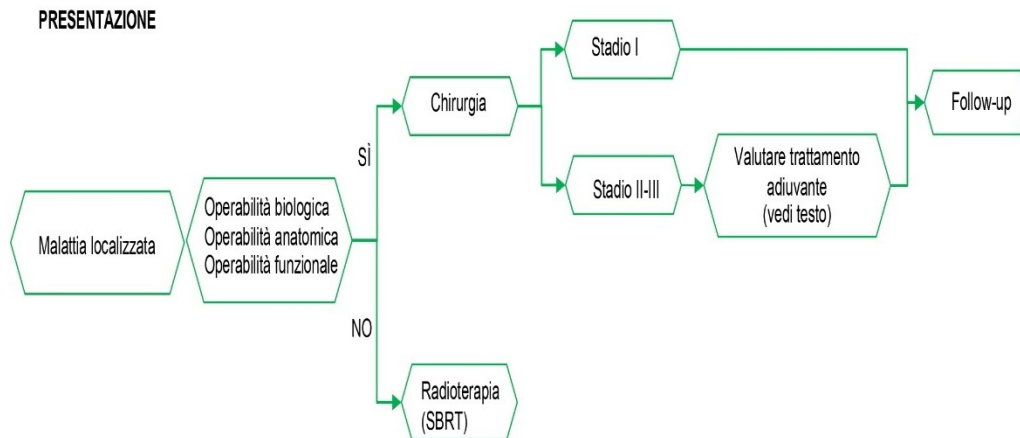 PRESENTAZIONE
Malattia localizzata
Operabilità biologica
Operabilità anatomica
Operabilità funzionale
SÌ
NO
Chirurgia
Radioterapia
(SBRT)
Stadio I
Stadio II-III
Valutare trattamento
adiuvante
(vedi testo)
Follow-up